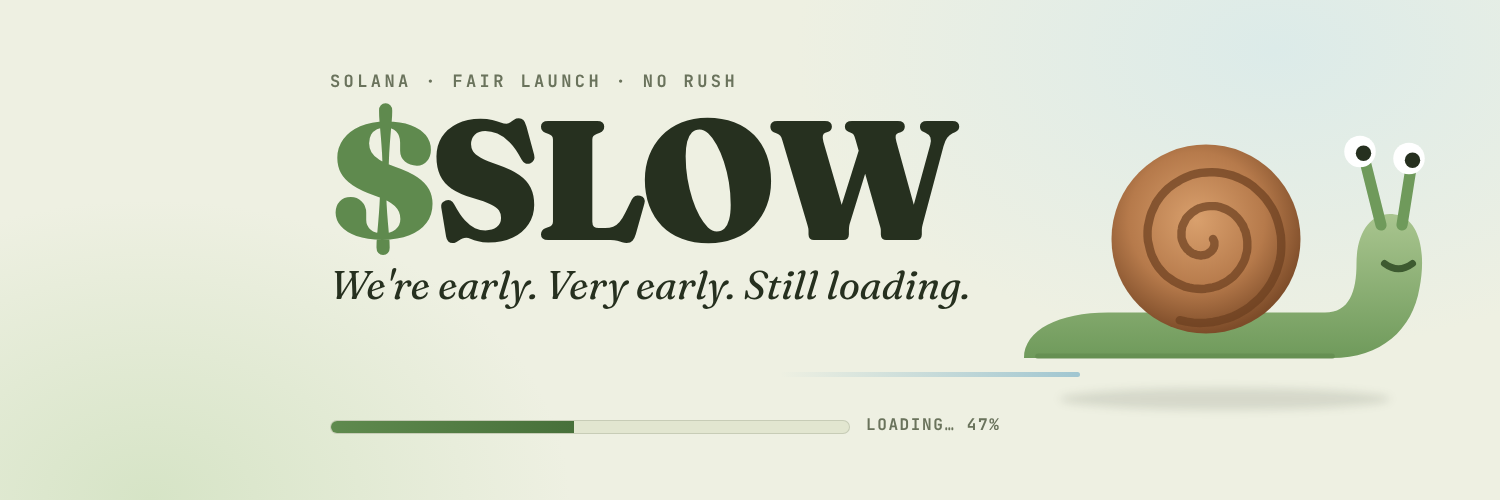 SOLANA · FAIR LAUNCH · NO RUSH
$SLOW
We're early. Very early. Still loading.
LOADING… 47%